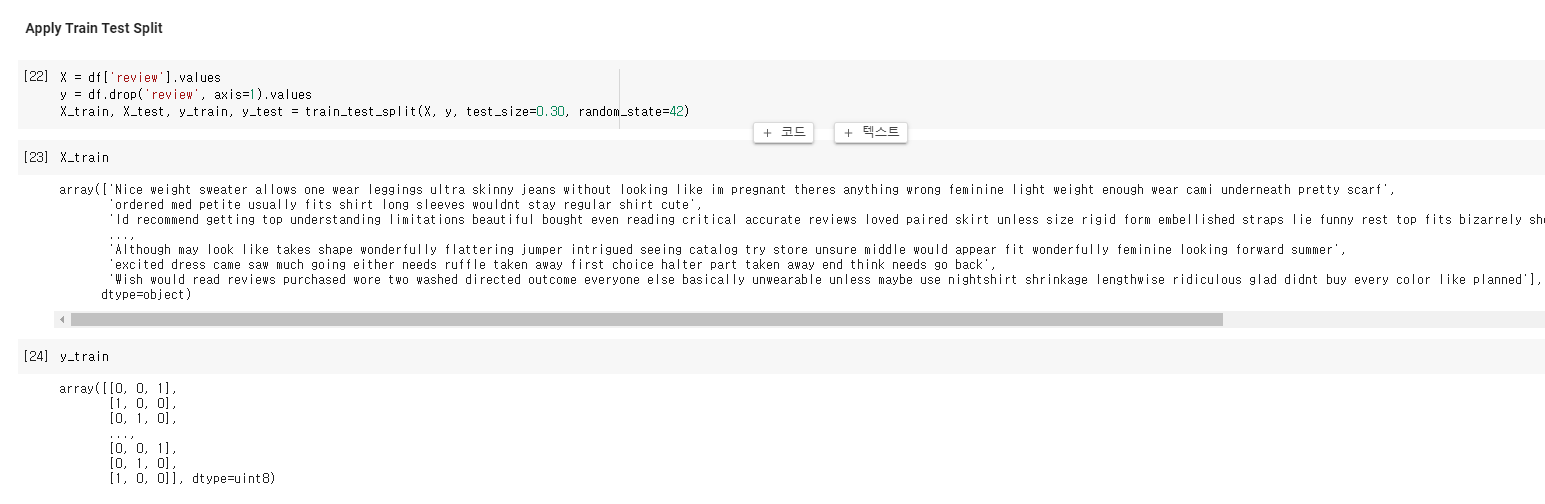 Apply Train Test Split
[22] X = df['review'].values
y = df.drop('review', axis=1).values
X_train, X_test, y_train, y_test = train_test_split(X, y, test_size=0.30, random_state=42)
+ 코드 + 텍스트
[23] X_train
array(['Nice weight sweater allows one wear leggings ultra skinny jeans without looking like im pregnant theres anything wrong feminine light weight enough wear cami underneath pretty scarf',
'ordered med petite usually fits shirt long sleeves wouldnt stay regular shirt cute',
'Id recommend getting top understanding limitations beautiful bought even reading critical accurate reviews loved paired skirt unless size rigid form embellished straps lie funny rest top fits bizarrely
...,
'Although may look like takes shape wonderfully flattering jumper intrigued seeing catalog try store unsure middle would appear fit wonderfully feminine looking forward summer',
'excited dress came saw much going either needs ruffle taken away first choice halter part taken away end think needs go back',
'Wish would read reviews purchased wore two washed directed outcome everyone else basically unwearable unless maybe use nightshirt shrinkage lengthwise ridiculous glad didnt buy every color like planned'],
dtype=object)
[24] y_train
array([[0, 0, 1],
[1, 0, 0],
[0, 1, 0],
...,
[0, 0, 1],
[0, 1, 0],
[1, 0, 0]], dtype=uint8)